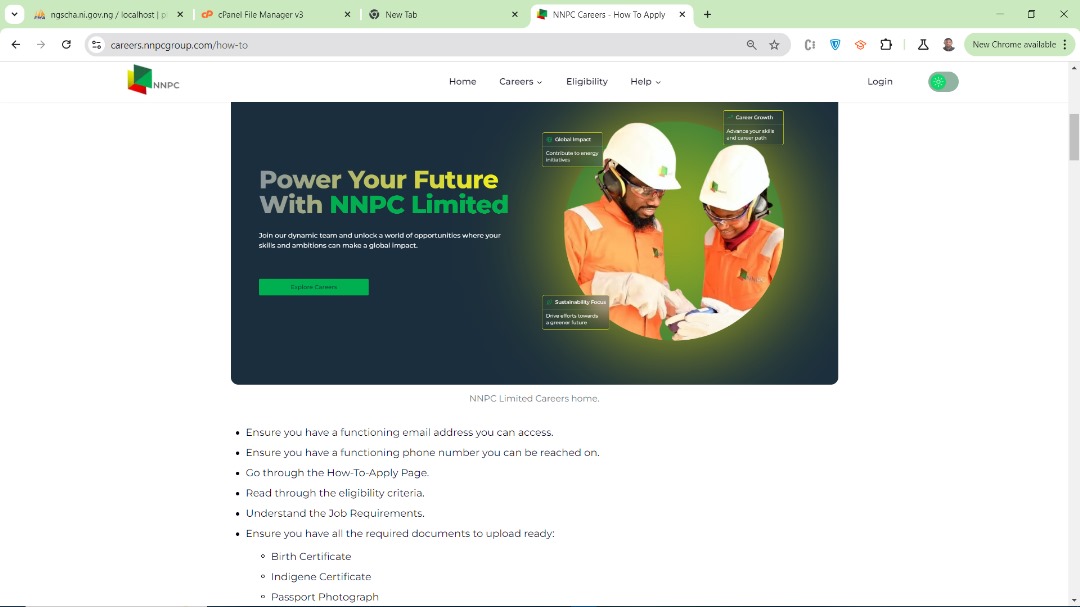 ngscha.ni.gov.ng / localhost | p
cPanel File Manager v3
New Tab
NNPC Careers - How To Apply
careers.nnpcgroup.com/how-to
New Chrome available
NNPC
Home
Careers
Eligibility
Help
Login
Power Your Future
With NNPC Limited
Join our dynamic team and unlock a world of opportunities where your
skills and ambitions can make a global impact.
Explore Careers
Global Impact
Contribute to energy
initiatives
Career Growth
Advance your skills
and career path
Sustainability Focus
Drive efforts towards
a greener future
NNPC Limited Careers home.
Ensure you have a functioning email address you can access.
Ensure you have a functioning phone number you can be reached on.
Go through the How-To-Apply Page.
Read through the eligibility criteria.
Understand the Job Requirements.
Ensure you have all the required documents to upload ready:
Birth Certificate
Indigene Certificate
Passport Photograph